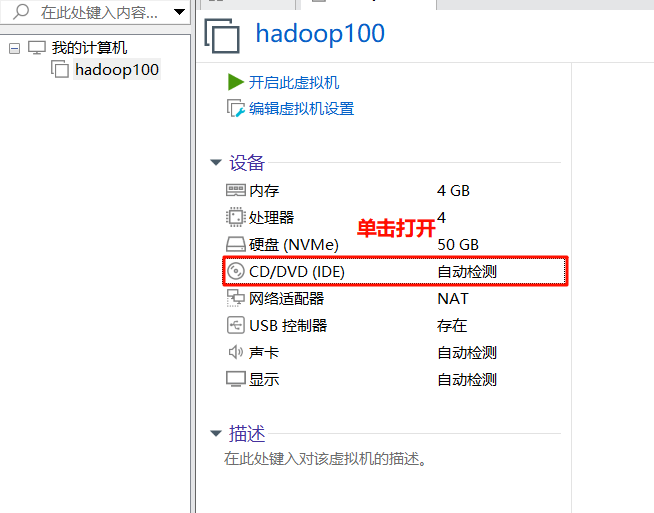 在此处键入内容...
我的计算机
hadoop100
hadoop100
开启此虚拟机
编辑虚拟机设置
设备
内存 4 GB
处理器 4
单击打开
硬盘 (NVMe) 50 GB
CD/DVD (IDE) 自动检测
网络适配器 NAT
USB 控制器 存在
声卡 自动检测
显示 自动检测
描述
在此处键入对该虚拟机的描述。